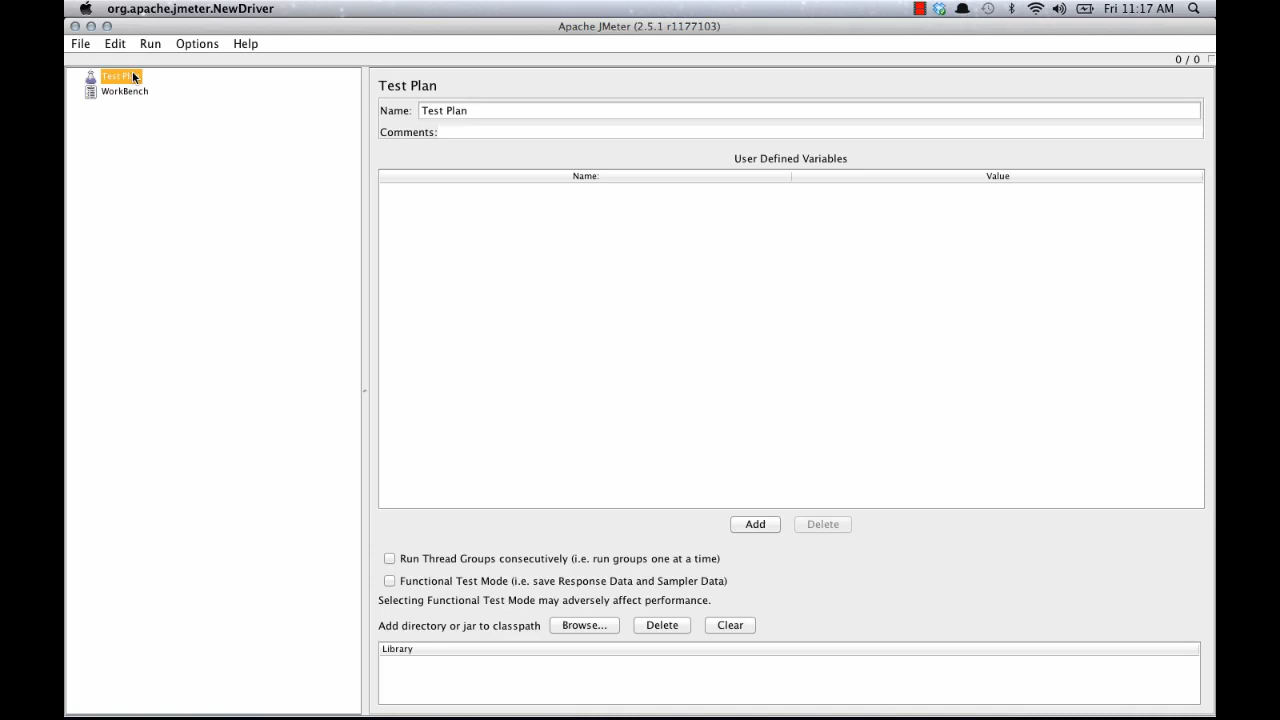 org.apache.jmeter.NewDriver
Fri 11:17 AM
Apache JMeter (2.5.1 r1177103)
File Edit Run Options Help
0 / 0
Test Plan
WorkBench
Test Plan
Name: Test Plan
Comments:
User Defined Variables
Name: Value
Add Delete
Run Thread Groups consecutively (i.e. run groups one at a time)
Functional Test Mode (i.e. save Response Data and Sampler Data)
Selecting Functional Test Mode may adversely affect performance.
Add directory or jar to classpath Browse... Delete Clear
Library